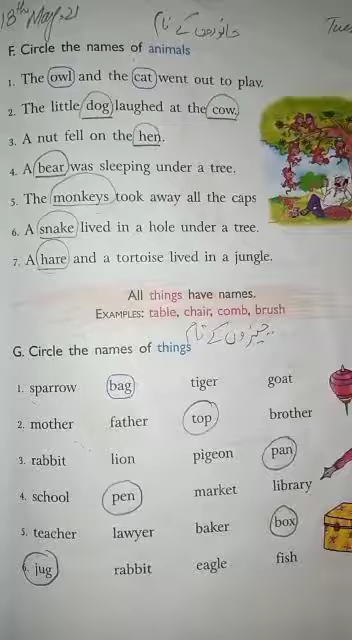 18th May, 21 جانوروں کے نام Tues
F. Circle the names of animals
1. The owl and the cat went out to play.
2. The little dog laughed at the cow.
3. A nut fell on the hen.
4. A bear was sleeping under a tree.
5. The monkeys took away all the caps
6. A snake lived in a hole under a tree.
7. A hare and a tortoise lived in a jungle.
All things have names.
EXAMPLES: table, chair, comb, brush
چیزوں کے نام
G. Circle the names of things
1. sparrow bag tiger goat
2. mother father top brother
3. rabbit lion pigeon pan
4. school pen market library
5. teacher lawyer baker box
6. jug rabbit eagle fish